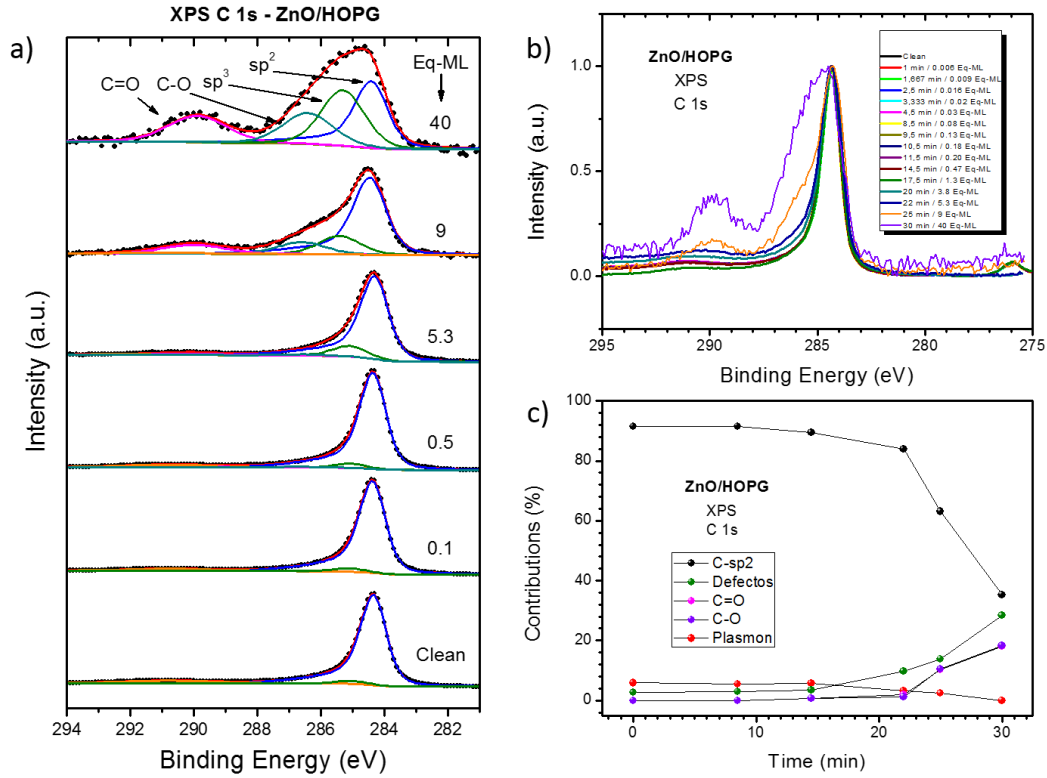 XPS C 1s - ZnO/HOPG
a)
sp2
Eq-ML
C=O
C-O
sp3
40
9
5.3
0.5
0.1
Clean
Intensity (a.u.)
294 292 290 288 286 284 282
Binding Energy (eV)
b)
ZnO/HOPG
XPS
C 1s
Clean
1 min / 0.006 Eq-ML
1,667 min / 0.009 Eq-ML
2,5 min / 0.016 Eq-ML
3,333 min / 0.02 Eq-ML
4,5 min / 0.03 Eq-ML
8,5 min / 0.08 Eq-ML
9,5 min / 0.13 Eq-ML
10,5 min / 0.18 Eq-ML
11,5 min / 0.20 Eq-ML
14,5 min / 0.47 Eq-ML
17,5 min / 1.3 Eq-ML
20 min / 3.8 Eq-ML
22 min / 5.3 Eq-ML
25 min / 9 Eq-ML
30 min / 40 Eq-ML
1.0
0.5
0.0
Intensity (a.u.)
295 290 285 280 275
Binding Energy (eV)
c)
100
80
60
40
20
0
Contributions (%)
ZnO/HOPG
XPS
C 1s
C-sp2
Defectos
C=O
C-O
Plasmon
0 10 20 30
Time (min)